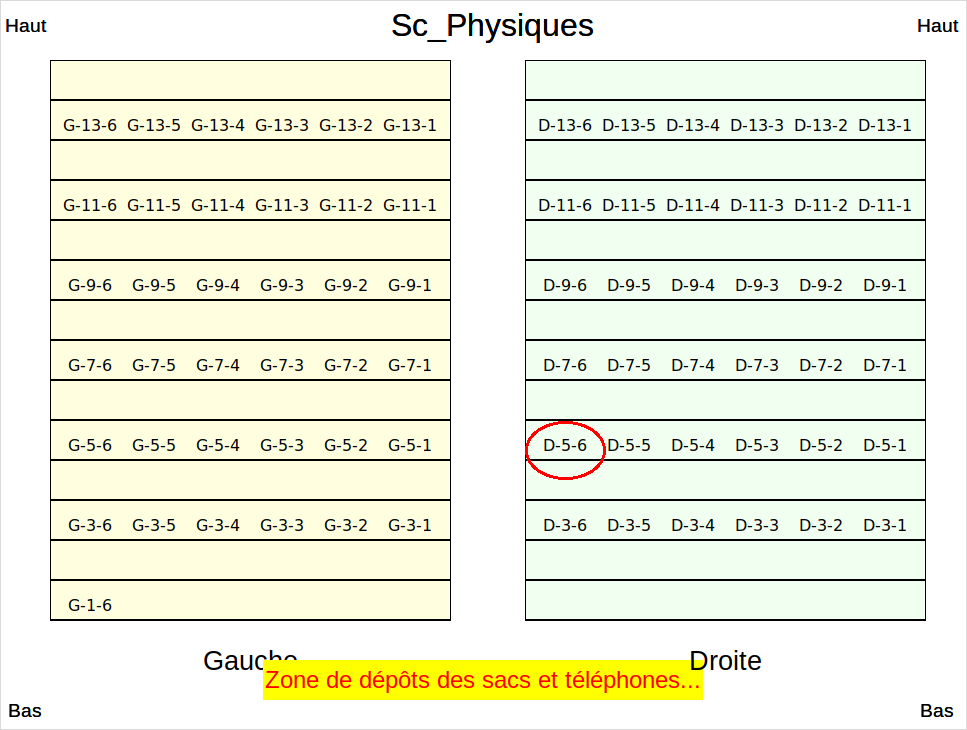 Haut Sc_Physiques Haut
G-13-6 G-13-5 G-13-4 G-13-3 G-13-2 G-13-1 D-13-6 D-13-5 D-13-4 D-13-3 D-13-2 D-13-1
G-11-6 G-11-5 G-11-4 G-11-3 G-11-2 G-11-1 D-11-6 D-11-5 D-11-4 D-11-3 D-11-2 D-11-1
G-9-6 G-9-5 G-9-4 G-9-3 G-9-2 G-9-1 D-9-6 D-9-5 D-9-4 D-9-3 D-9-2 D-9-1
G-7-6 G-7-5 G-7-4 G-7-3 G-7-2 G-7-1 D-7-6 D-7-5 D-7-4 D-7-3 D-7-2 D-7-1
G-5-6 G-5-5 G-5-4 G-5-3 G-5-2 G-5-1 D-5-6 D-5-5 D-5-4 D-5-3 D-5-2 D-5-1
G-3-6 G-3-5 G-3-4 G-3-3 G-3-2 G-3-1 D-3-6 D-3-5 D-3-4 D-3-3 D-3-2 D-3-1
G-1-6
Gauche Droite
Zone de dépôts des sacs et téléphones...
Bas Bas